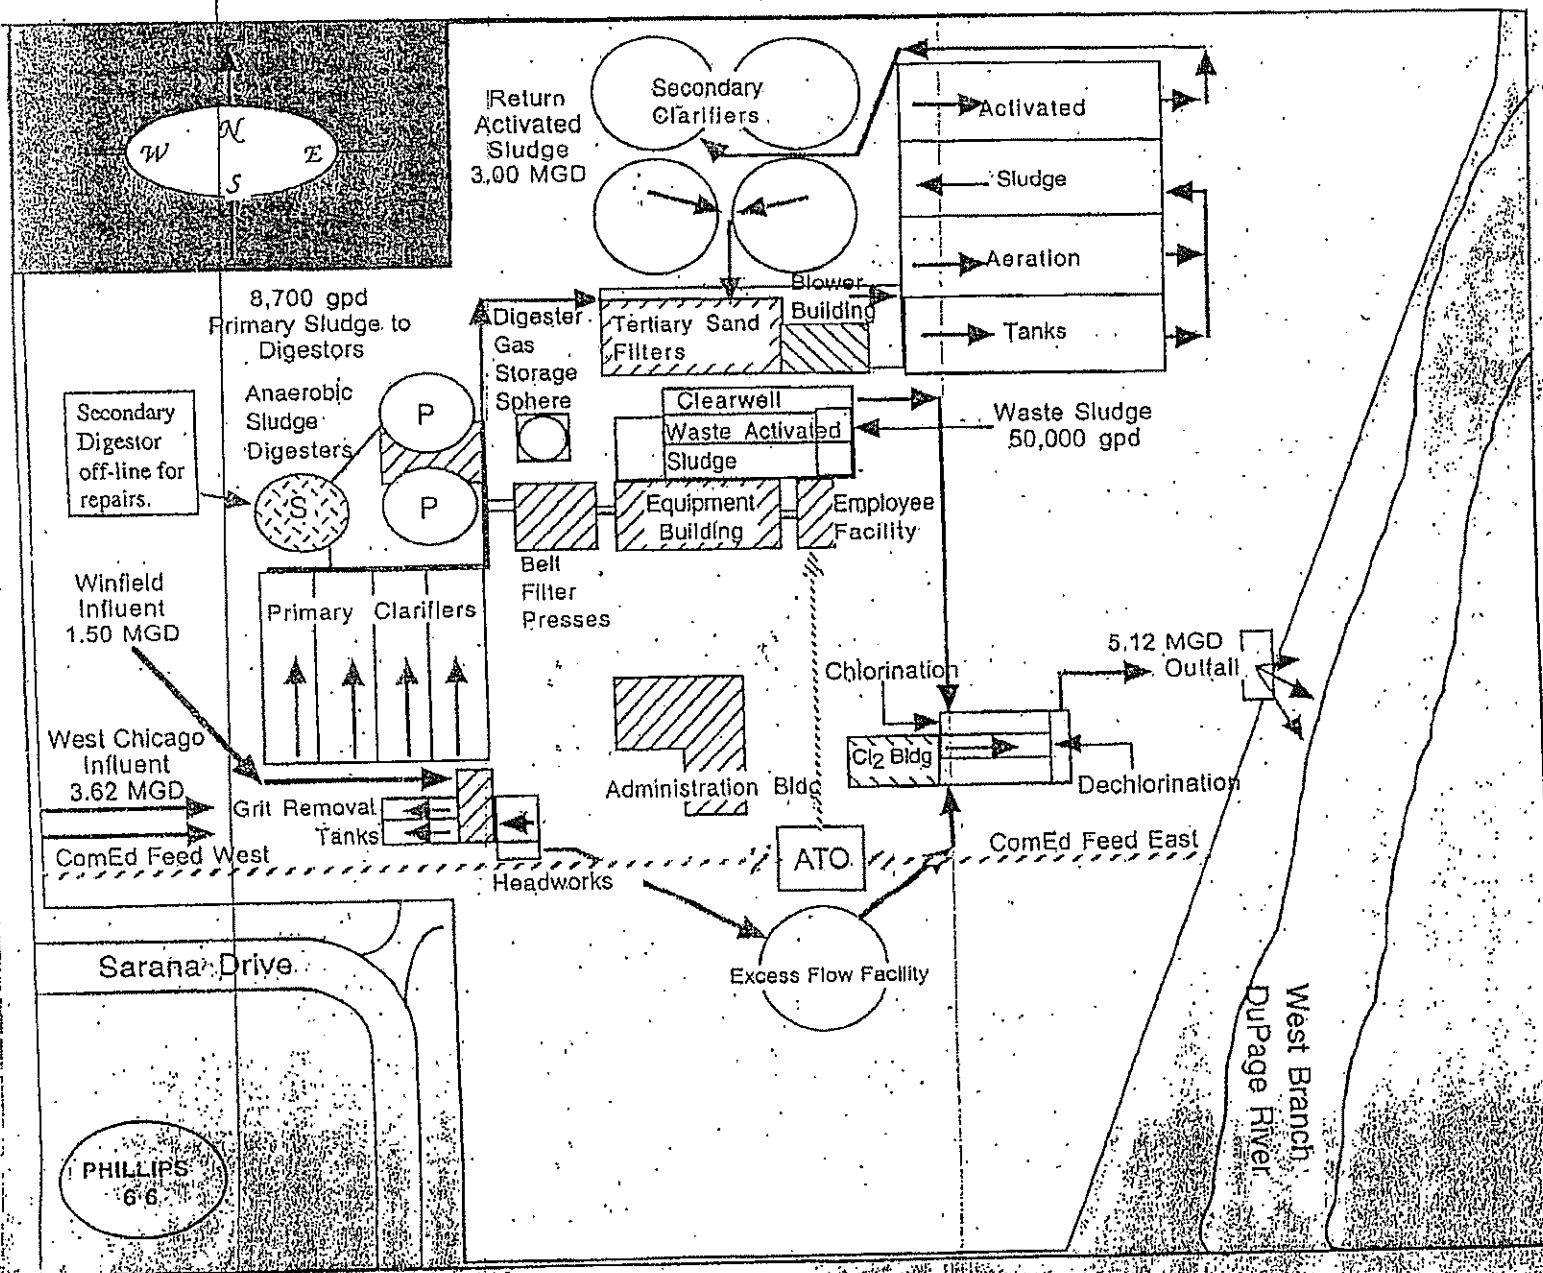 N
W
E
S
Return
Activated
Sludge
3.00 MGD
Secondary
Clarifiers
Activated
Sludge
Aeration
Tanks
8,700 gpd
Primary Sludge to
Digestors
Digester
Gas
Storage
Sphere
Tertiary Sand
Filters
Blower
Building
Secondary
Digestor
off-line for
repairs.
Anaerobic
Sludge
Digesters
P
S
P
Clearwell
Waste Activated
Sludge
Waste Sludge
50,000 gpd
Equipment
Building
Employee
Facility
Belt
Filter
Presses
Winfield
Influent
1.50 MGD
Primary Clarifiers
5.12 MGD
Outfall
Chlorination
West Chicago
Influent
3.62 MGD
Cl2 Bldg
Dechlorination
Administration Bldg
Grit Removal
Tanks
ComEd Feed West
Headworks
ATO
ComEd Feed East
Excess Flow Facility
Sarana Drive
West Branch
DuPage River
PHILLIPS
66